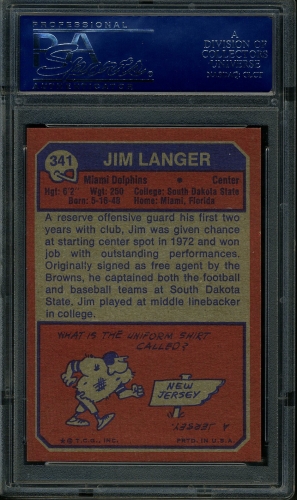 PROFESSIONAL
PSA
Sports
AUTHENTICATOR
A
DIVISION OF
COLLECTORS
UNIVERSE
341
JIM LANGER
Miami Dolphins • Center
Hgt: 6'2 Wgt: 250 College: South Dakota State
Born: 5-16-48 Home: Miami, Florida
A reserve offensive guard his first two
years with club, Jim was given chance
at starting center spot in 1972 and won
job with outstanding performances.
Originally signed as free agent by the
Browns, he captained both the football
and baseball teams at South Dakota
State. Jim played at middle linebacker
in college.
WHAT IS THE UNIFORM SHIRT
CALLED?
NEW
JERSEY
A JERSEY.
© T.C.G., INC. PRTD. IN U.S.A.